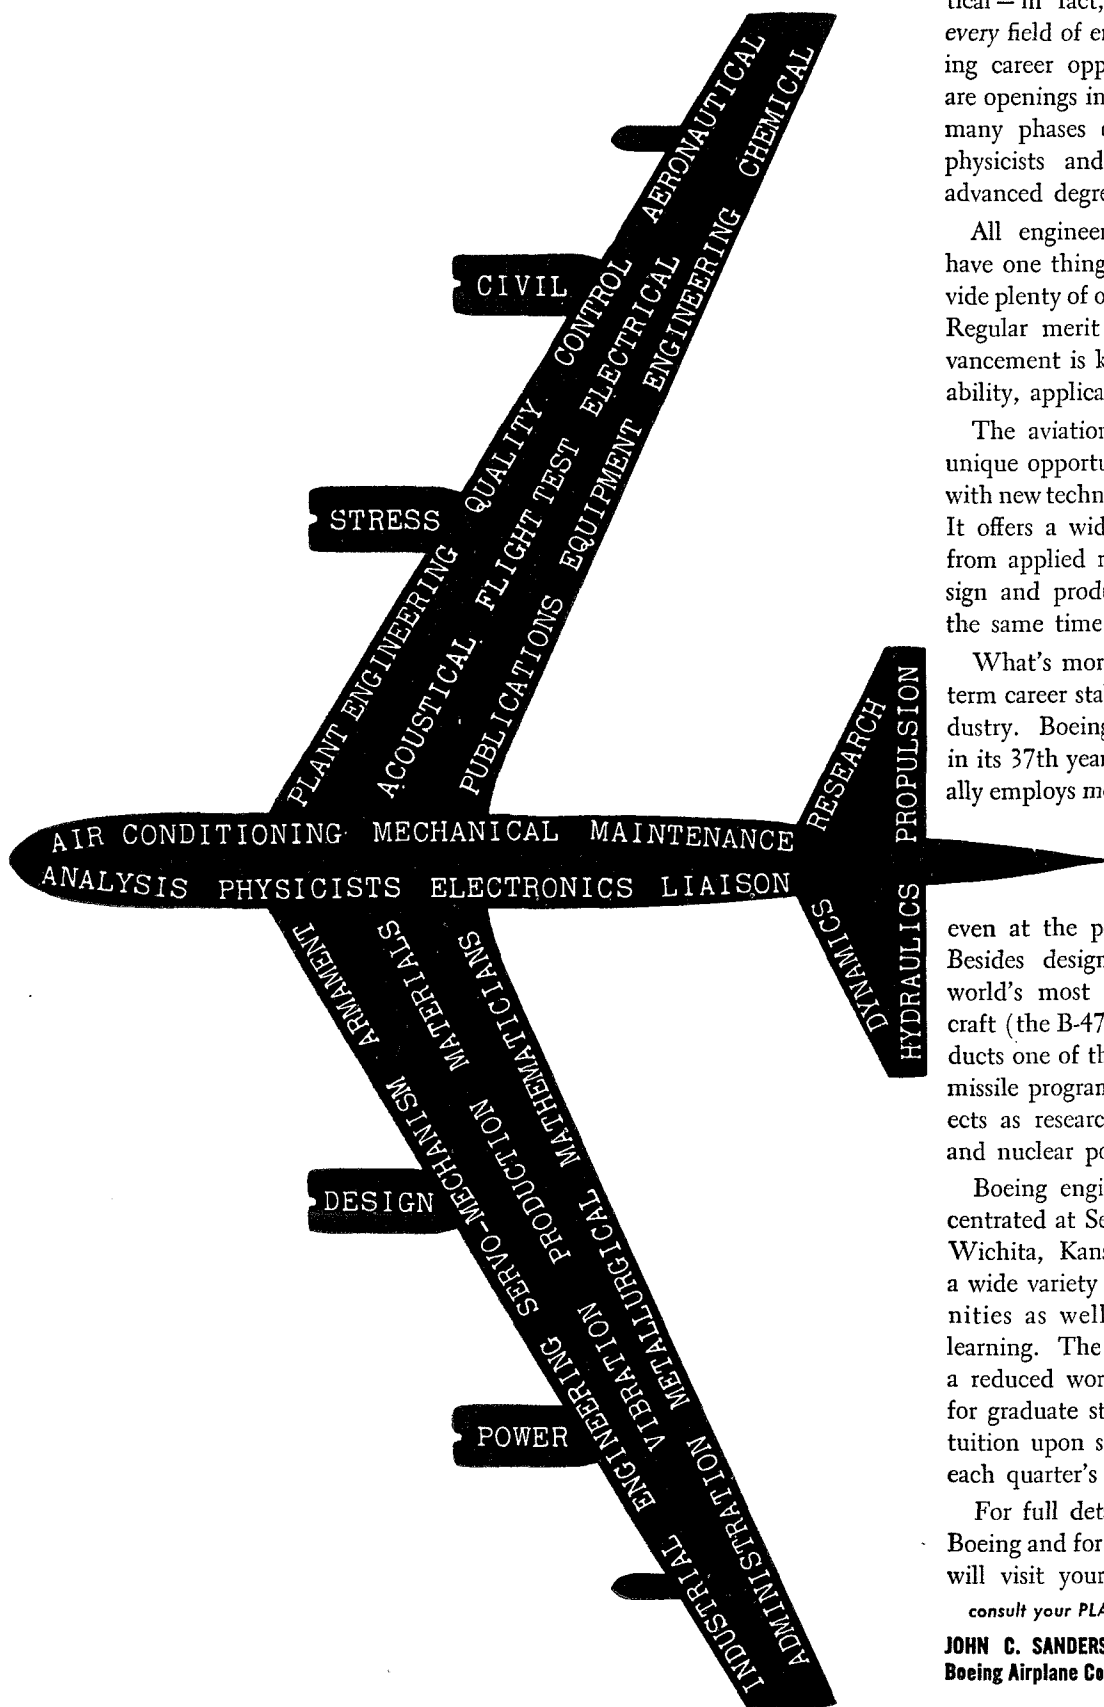 CIVIL
STRESS
PLANT ENGINEERING QUALITY CONTROL AERONAUTICAL
ACOUSTICAL FLIGHT TEST ELECTRICAL
PUBLICATIONS EQUIPMENT ENGINEERING CHEMICAL
AIR CONDITIONING MECHANICAL MAINTENANCE
ANALYSIS PHYSICISTS ELECTRONICS LIAISON
RESEARCH
DYNAMICS
HYDRAULICS PROPULSION
ARMAMENT SERVO-MECHANISM ENGINEERING INDUSTRIAL
MATERIALS PRODUCTION VIBRATION ENGINEERING
MATHEMATICIANS METALLURGICAL ADMINISTRATION
DESIGN
POWER
tical — in fact,
every field of
ing career opp
are openings in
many phases
physicists and
advanced degre
All engineer
have one thing
vide plenty of o
Regular merit
vancement is k
ability, applica
The aviation
unique opportu
with new techn
It offers a wid
from applied r
sign and produ
the same time
What's mor
term career sta
dustry. Boeing
in its 37th year
ally employs mo
even at the p
Besides design
world's most
craft (the B-47
ducts one of th
missile program
ects as researc
and nuclear po
Boeing engi
centrated at Se
Wichita, Kans
a wide variety
nities as well
learning. The
a reduced wor
for graduate st
tuition upon s
each quarter's
For full det
Boeing and for
will visit your
consult your PLA
JOHN C. SANDERS
Boeing Airplane Co